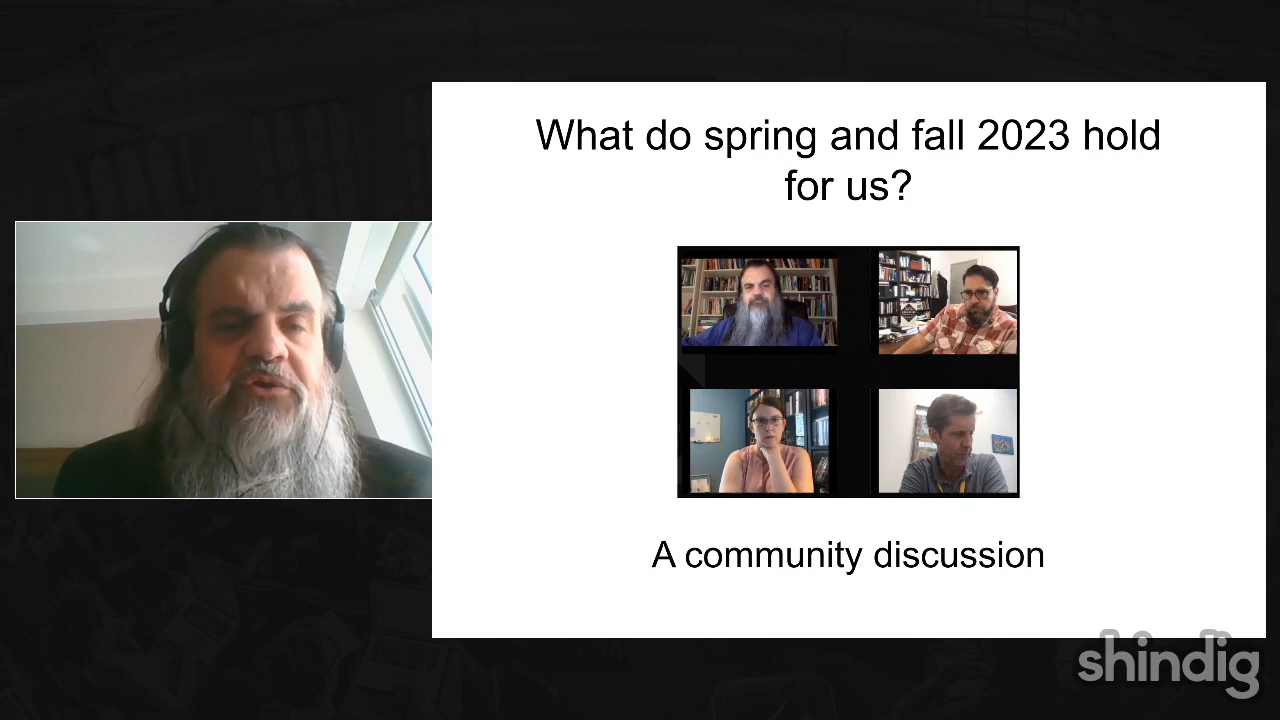 What do spring and fall 2023 hold
for us?
A community discussion
shindig